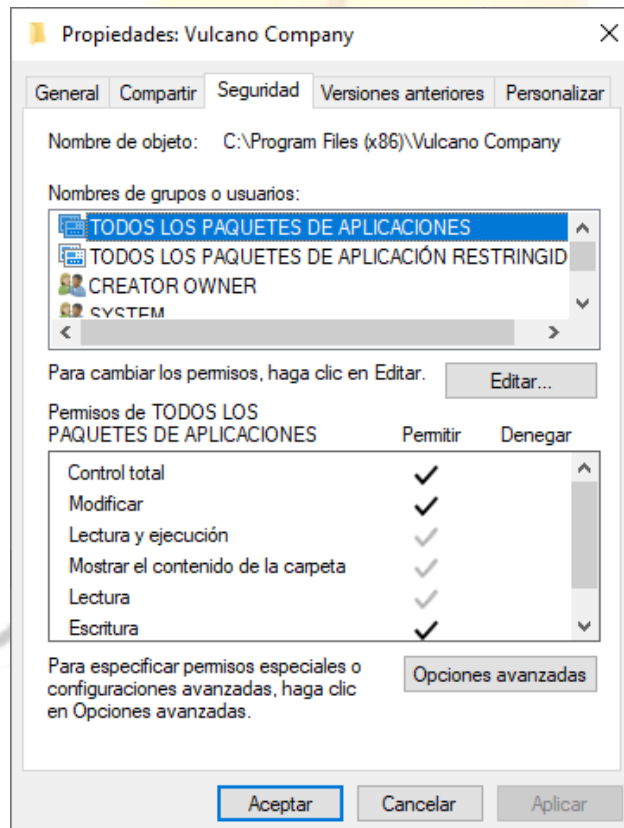 Propiedades: Vulcano Company
General Compartir Seguridad Versiones anteriores Personalizar
Nombre de objeto: C:\Program Files (x86)\Vulcano Company
Nombres de grupos o usuarios:
TODOS LOS PAQUETES DE APLICACIONES
TODOS LOS PAQUETES DE APLICACIÓN RESTRINGID
CREATOR OWNER
SYSTEM
Para cambiar los permisos, haga clic en Editar. Editar...
Permisos de TODOS LOS
PAQUETES DE APLICACIONES Permitir Denegar
Control total
Modificar
Lectura y ejecución
Mostrar el contenido de la carpeta
Lectura
Escritura
Para especificar permisos especiales o
configuraciones avanzadas, haga clic
en Opciones avanzadas.
Opciones avanzadas
Aceptar Cancelar Aplicar